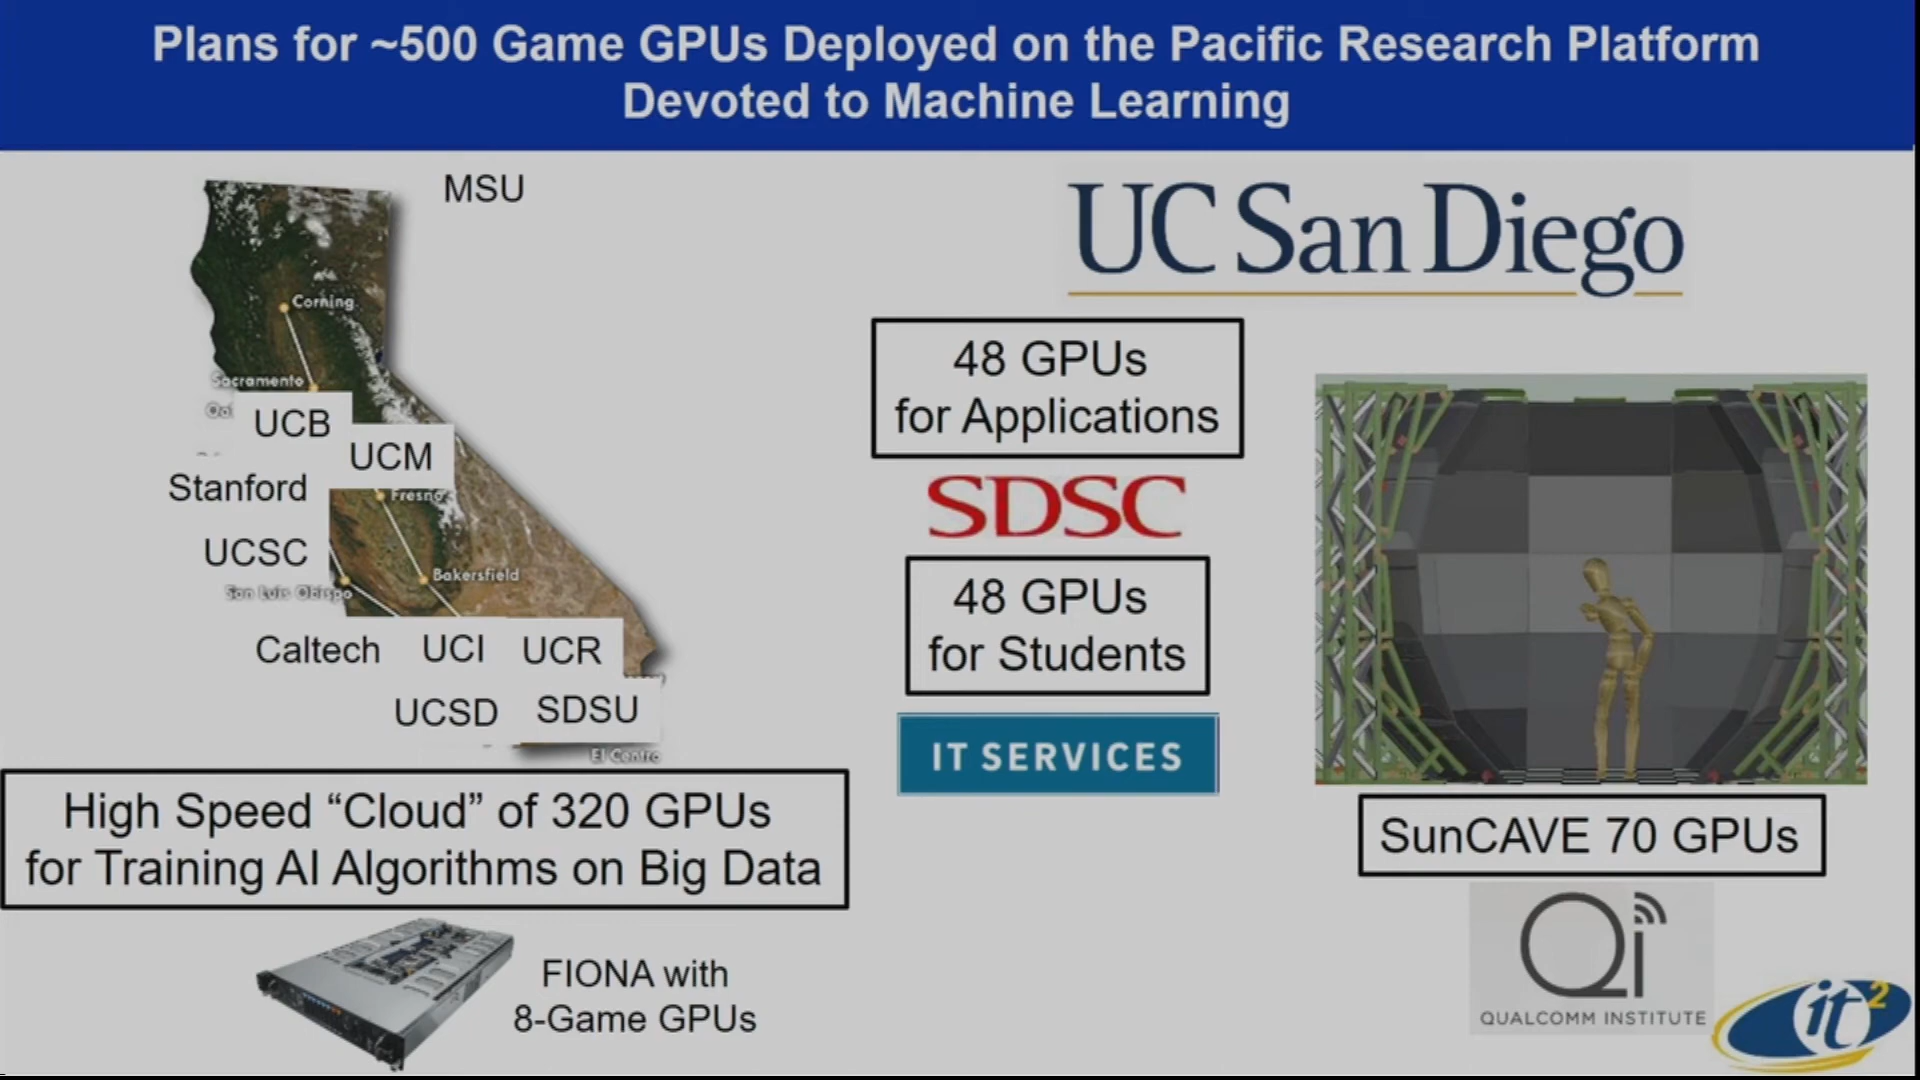 Plans for ~500 Game GPUs Deployed on the Pacific Research Platform
Devoted to Machine Learning
MSU
Corning
Sacramento
UCB
UCM
Stanford
Fresno
UCSC
Bakersfield
San Luis Obispo
Caltech
UCI
UCR
UCSD
SDSU
El Centro
High Speed “Cloud” of 320 GPUs
for Training AI Algorithms on Big Data
FIONA with
8-Game GPUs
UC San Diego
48 GPUs
for Applications
SDSC
48 GPUs
for Students
IT SERVICES
SunCAVE 70 GPUs
Qi
QUALCOMM INSTITUTE
it2